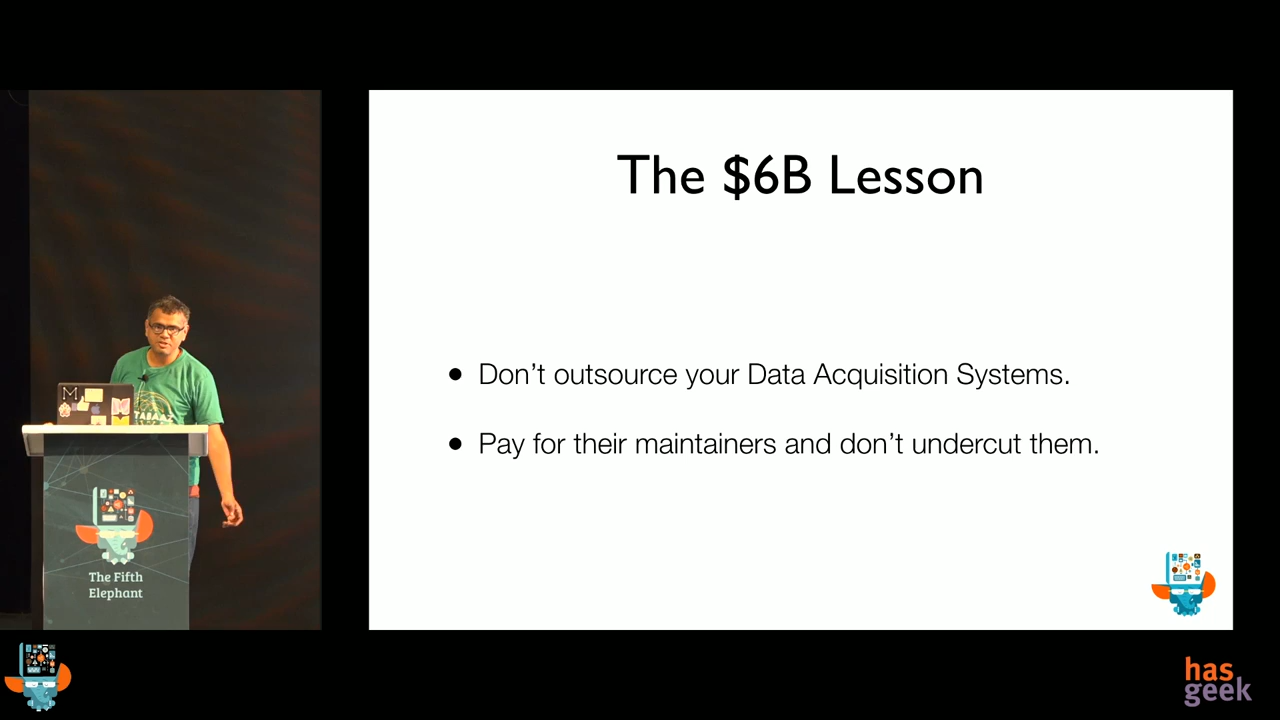 The $6B Lesson
• Don’t outsource your Data Acquisition Systems.
• Pay for their maintainers and don’t undercut them.
The Fifth
Elephant
has
geek